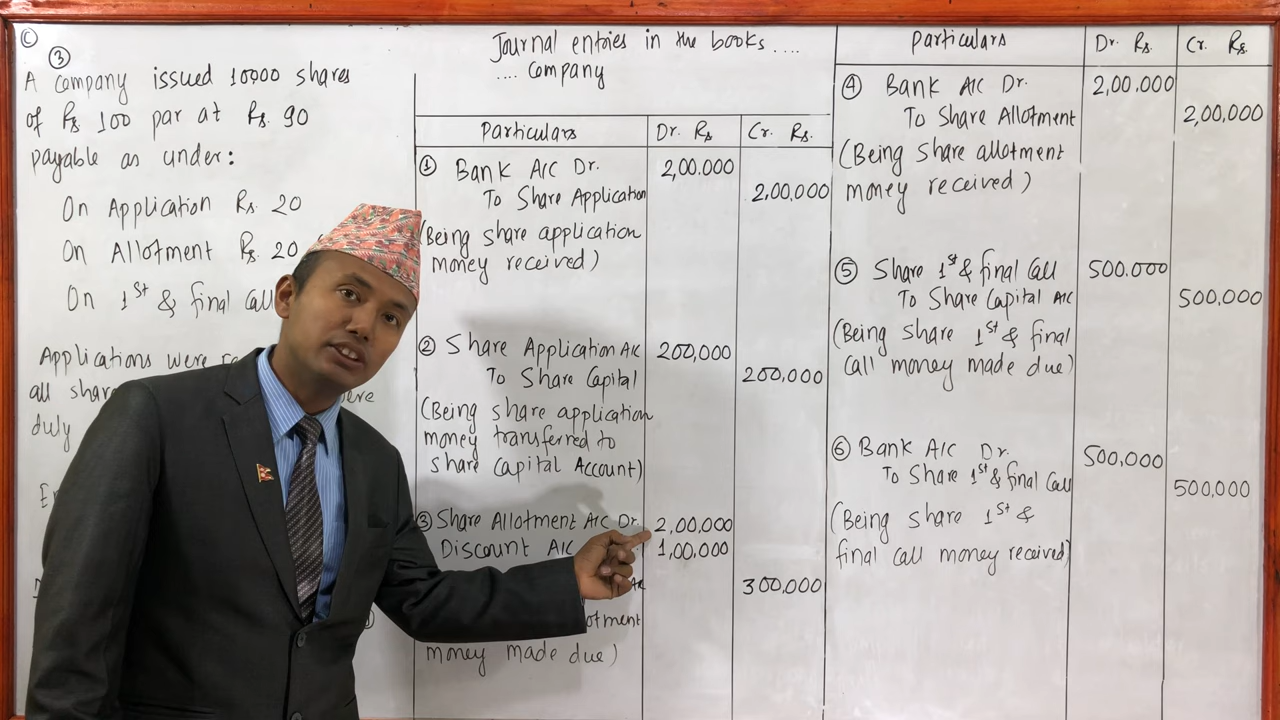 C
3
A Company issued 10000 shares
of Rs 100 par at Rs. 90
payable as under:
On Application Rs. 20
On Allotment Rs. 20
On 1st & final Call
Applications were
all
duly
Journal entries in the books ....
.... Company
Particulars Dr. Rs Cr. Rs.
① Bank A/C Dr. 2,00,000
To Share Application 2,00,000
(Being share application
money received)
② Share Application A/C 200,000
To Share Capital 200,000
(Being share application
money transferred to
share Capital Account)
③ Share Allotment A/C Dr. 2,00,000
Discount A/C 1,00,000
300,000
money made due)
Particulars Dr. Rs. Cr. Rs.
④ Bank A/C Dr. 2,00,000
To Share Allotment 2,00,000
(Being share allotment
money received)
⑤ Share 1st & final Call 500,000
To Share Capital A/C 500,000
(Being share 1st & final
Call money made due)
⑥ Bank A/C Dr. 500,000
To Share 1st & final Call 500,000
(Being share 1st &
final call money received)